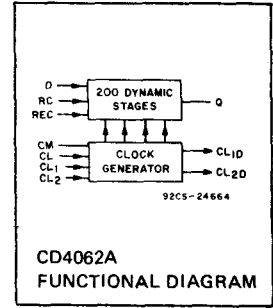 D
RC
REC
200 DYNAMIC
STAGES
Q
CM
CL
CL1
CL2
CLOCK
GENERATOR
CL1D
CL2D
92CS-24664
CD4062A
FUNCTIONAL DIAGRAM